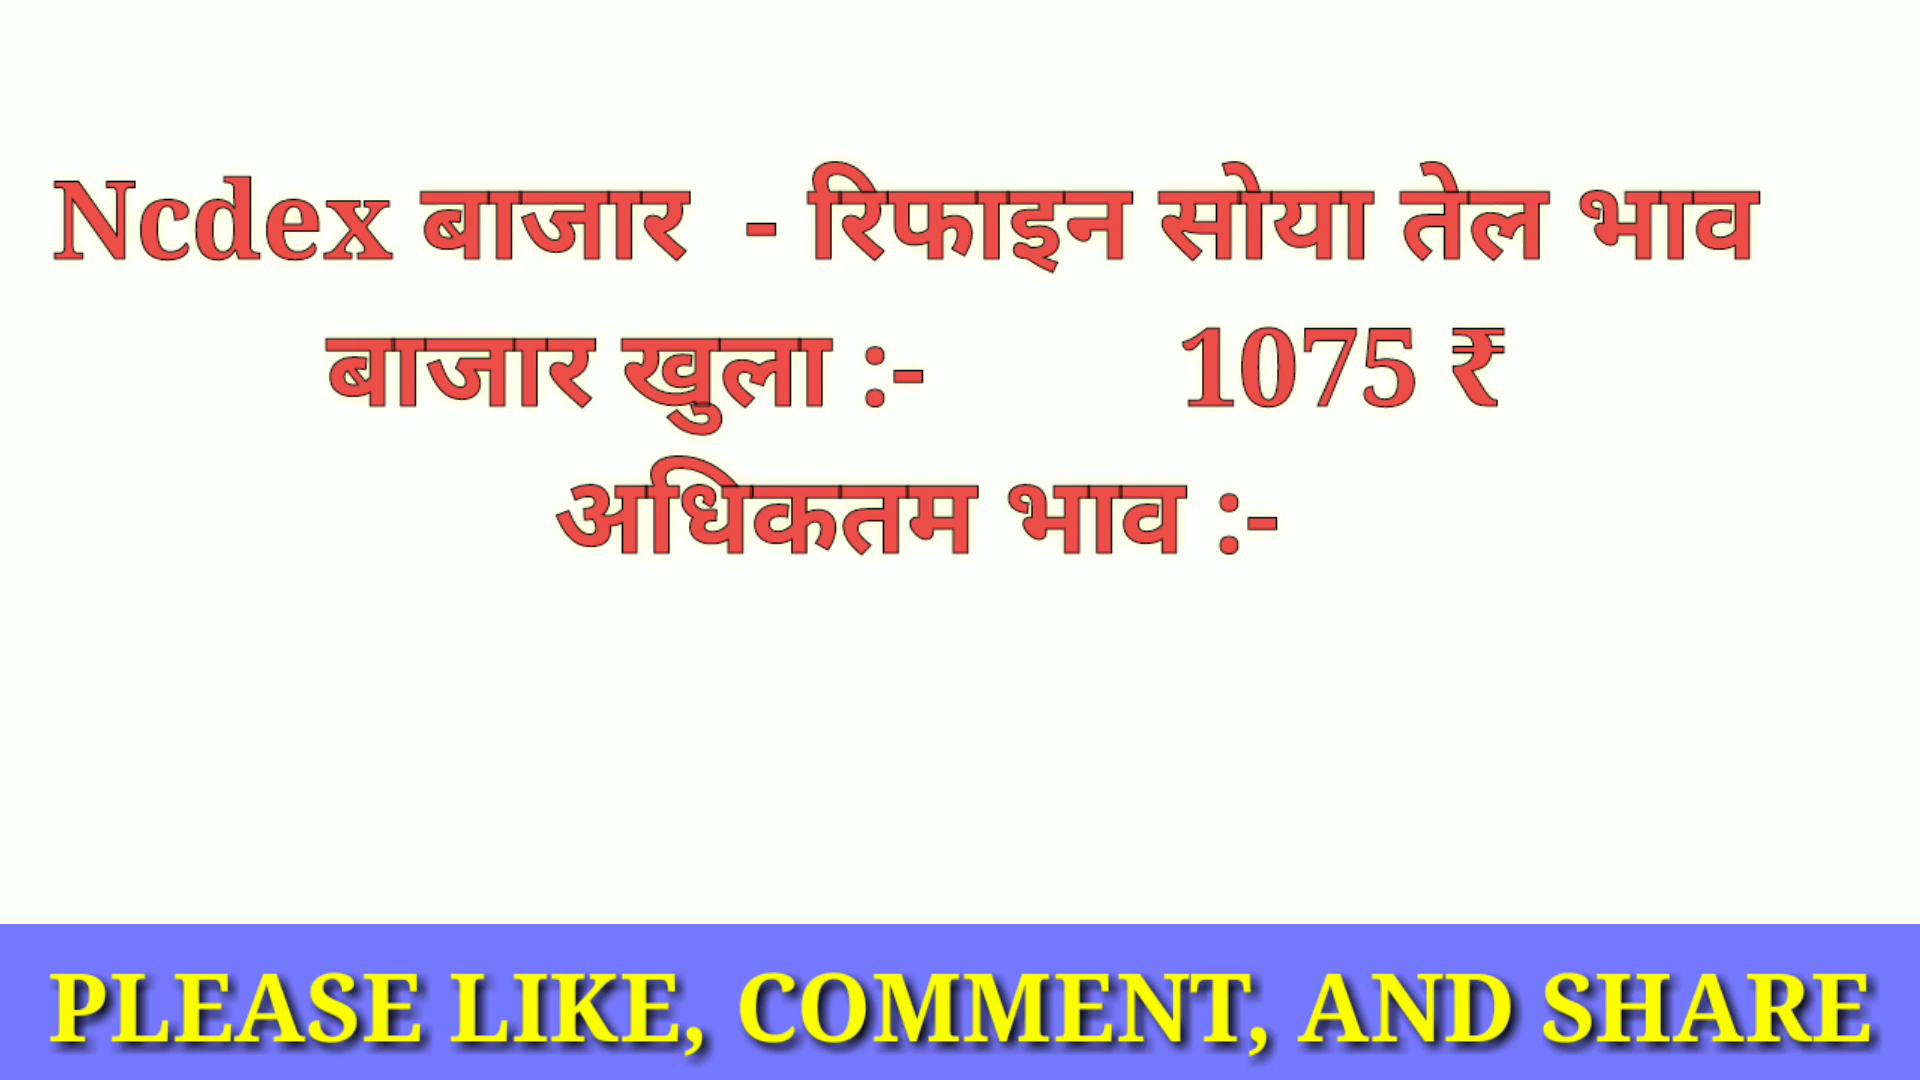 Ncdex बाजार - रिफाइन सोया तेल भाव
बाजार खुला :- 1075 ₹
अधिकतम भाव :-
PLEASE LIKE, COMMENT, AND SHARE